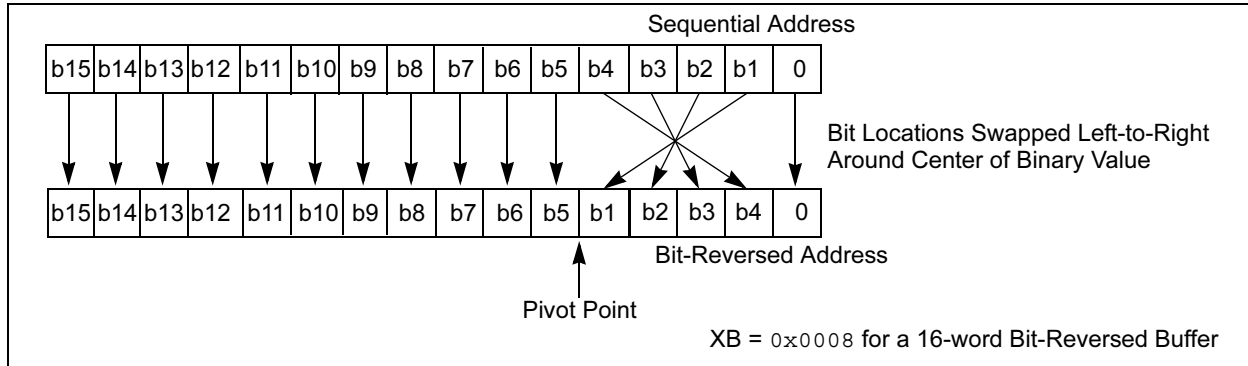 Sequential Address
b15 b14 b13 b12 b11 b10 b9 b8 b7 b6 b5 b4 b3 b2 b1 0
Bit Locations Swapped Left-to-Right
Around Center of Binary Value
b15 b14 b13 b12 b11 b10 b9 b8 b7 b6 b5 b1 b2 b3 b4 0
Bit-Reversed Address
Pivot Point
XB = 0x0008 for a 16-word Bit-Reversed Buffer